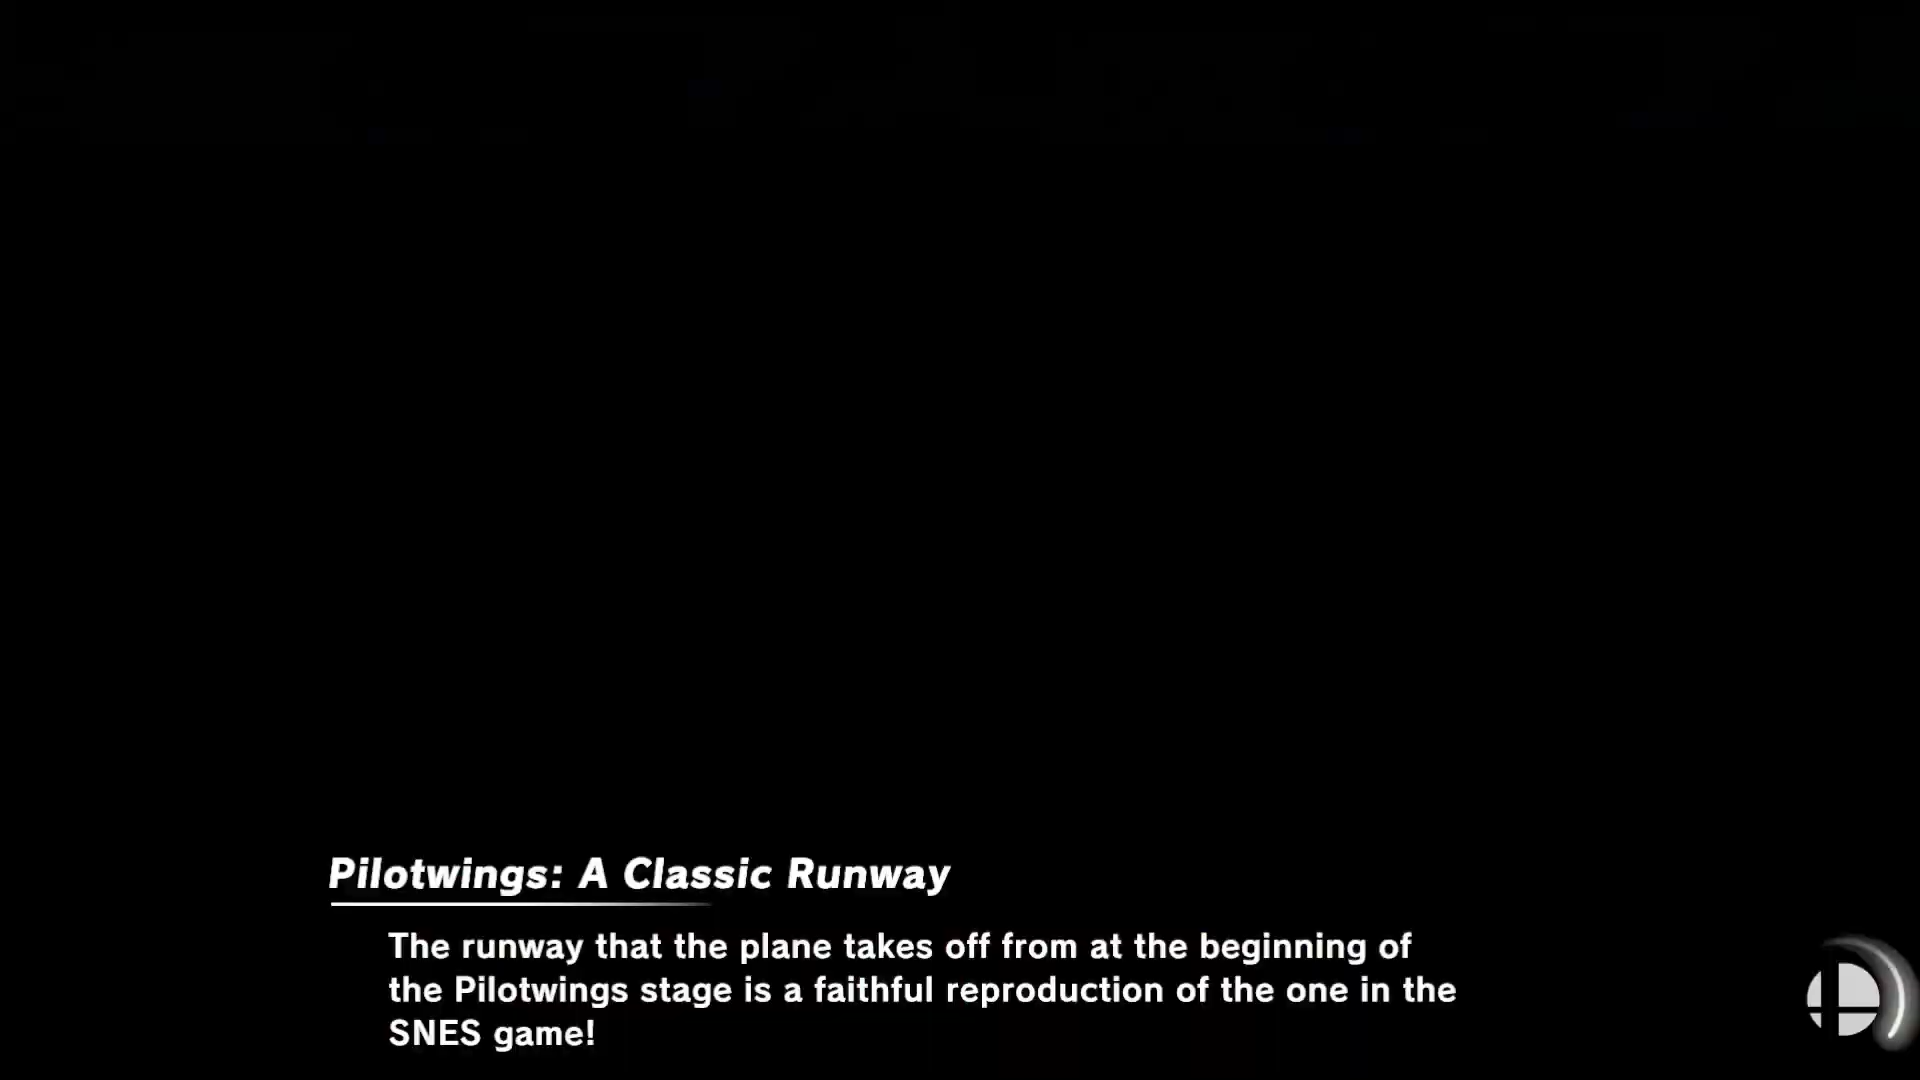 Pilotwings: A Classic Runway
The runway that the plane takes off from at the beginning of
the Pilotwings stage is a faithful reproduction of the one in the
SNES game!